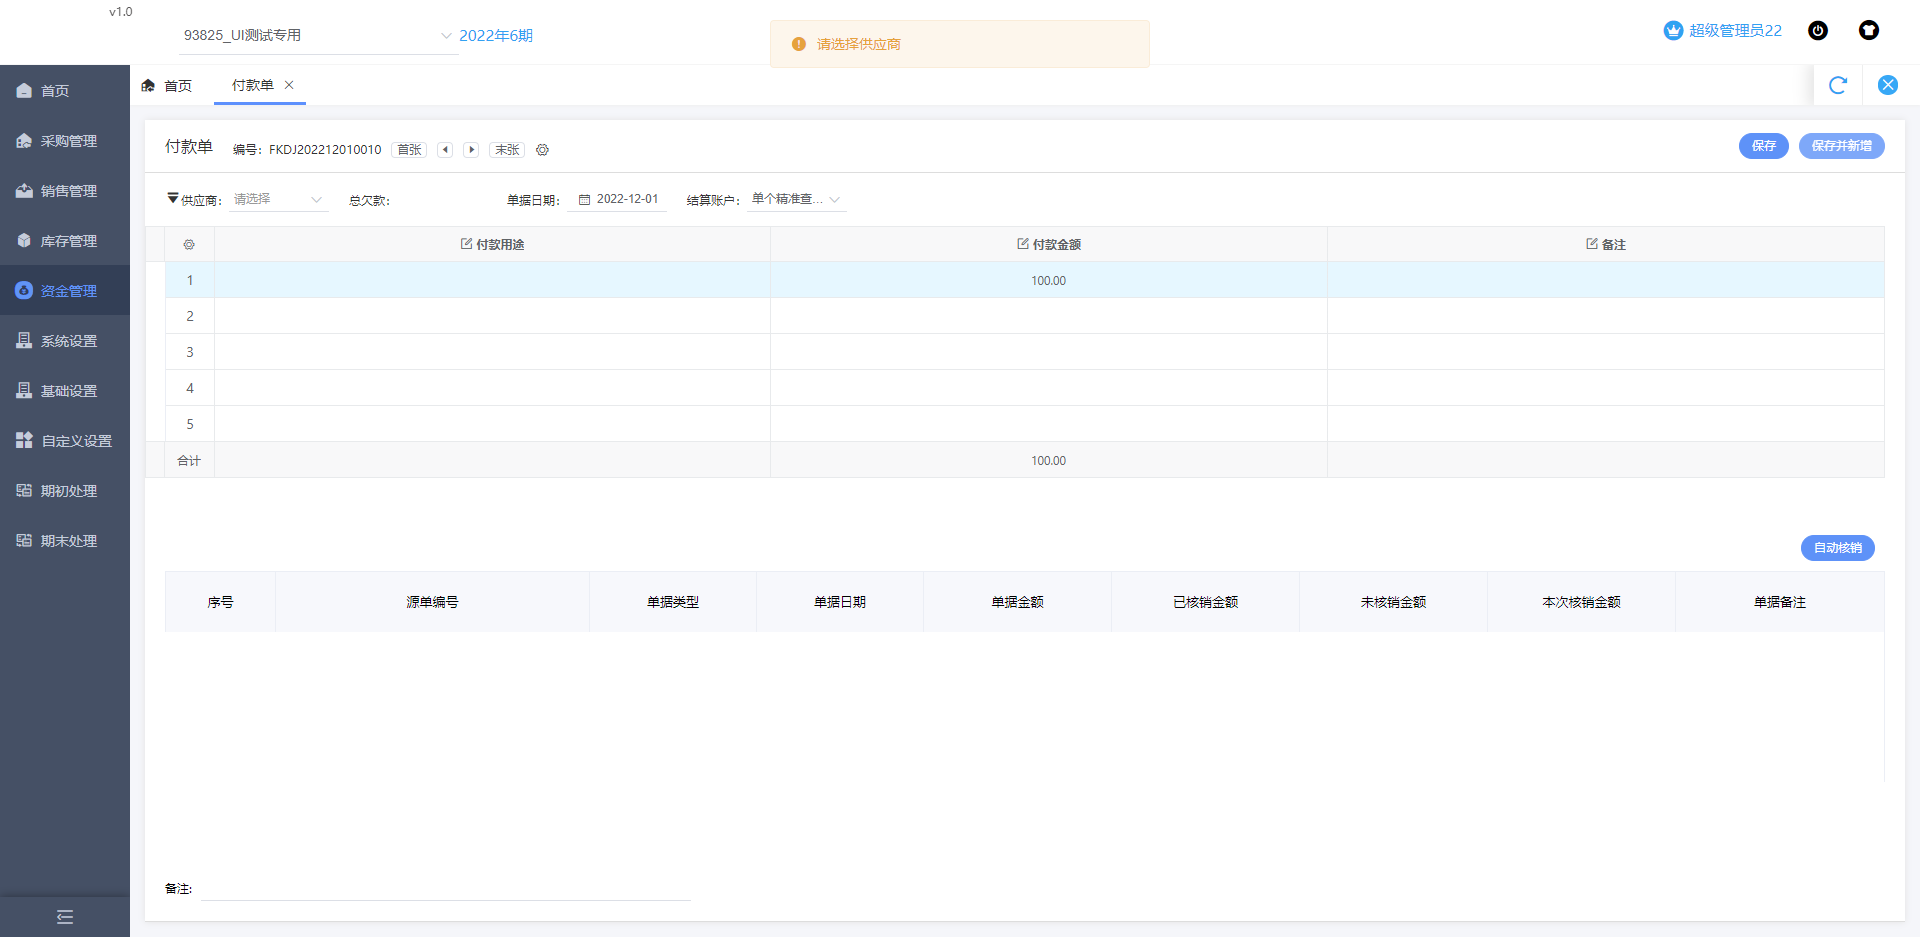 v1.0
93825_UI测试专用
2022年6期
请选择供应商
超级管理员22
首页
采购管理
销售管理
库存管理
资金管理
系统设置
基础设置
自定义设置
期初处理
期末处理
首页
付款单
付款单 编号: FKDJ202212010010 首张 末张
保存 保存并新增
供应商: 请选择 总欠款: 单据日期: 2022-12-01 结算账户: 单个精准查...
付款用途 付款金额 备注
1 100.00
2
3
4
5
合计 100.00
自动核销
序号 源单编号 单据类型 单据日期 单据金额 已核销金额 未核销金额 本次核销金额 单据备注
备注: